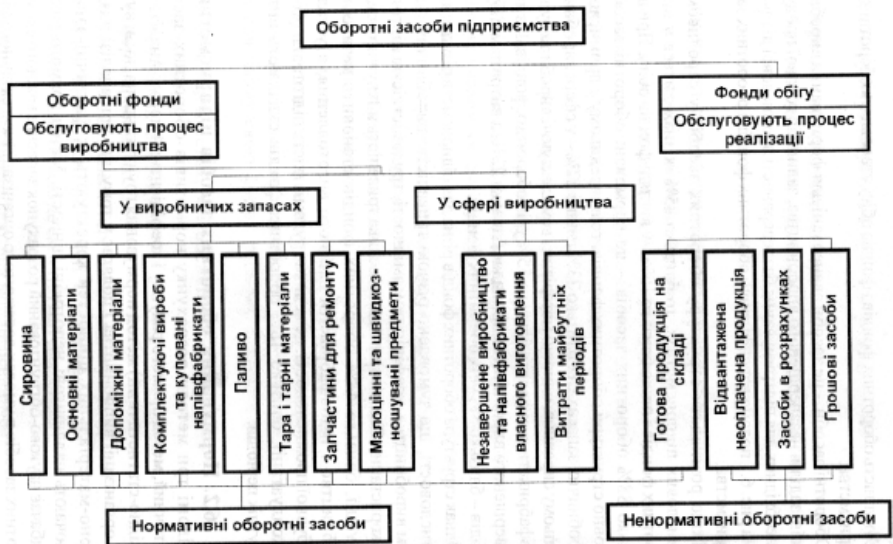 Оборотні засоби підприємства
Оборотні фонди
Обслуговують процес
виробництва
Фонди обігу
Обслуговують процес
реалізації
У виробничих запасах
У сфері виробництва
Сировина
Основні матеріали
Допоміжні матеріали
Комплектуючі вироби
та куповані
напівфабрикати
Паливо
Тара і тарні матеріали
Запчастини для ремонту
Малоцінні та швидкоз-
ношувані предмети
Незавершене виробництво
та напівфабрикати
власного виготовлення
Витрати майбутніх
періодів
Готова продукція на
складі
Відвантажена
неоплачена продукція
Засоби в розрахунках
Грошові засоби
Нормативні оборотні засоби
Ненормативні оборотні засоби